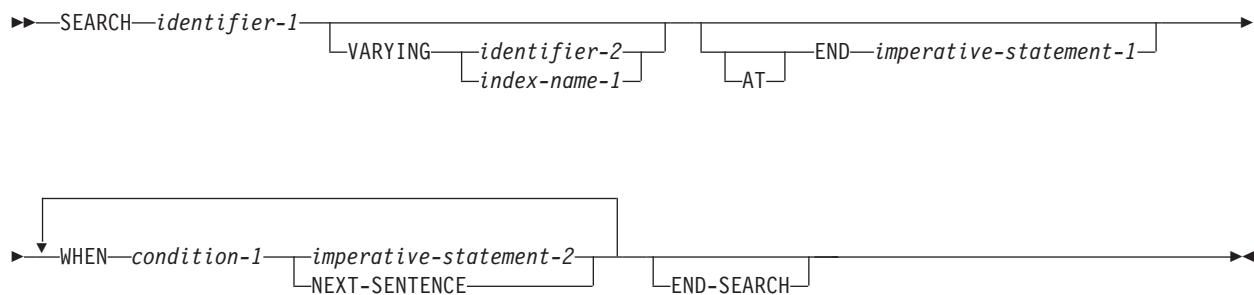 SEARCH identifier-1
VARYING identifier-2 END imperative-statement-1
index-name-1 AT
WHEN condition-1 imperative-statement-2
NEXT-SENTENCE END-SEARCH